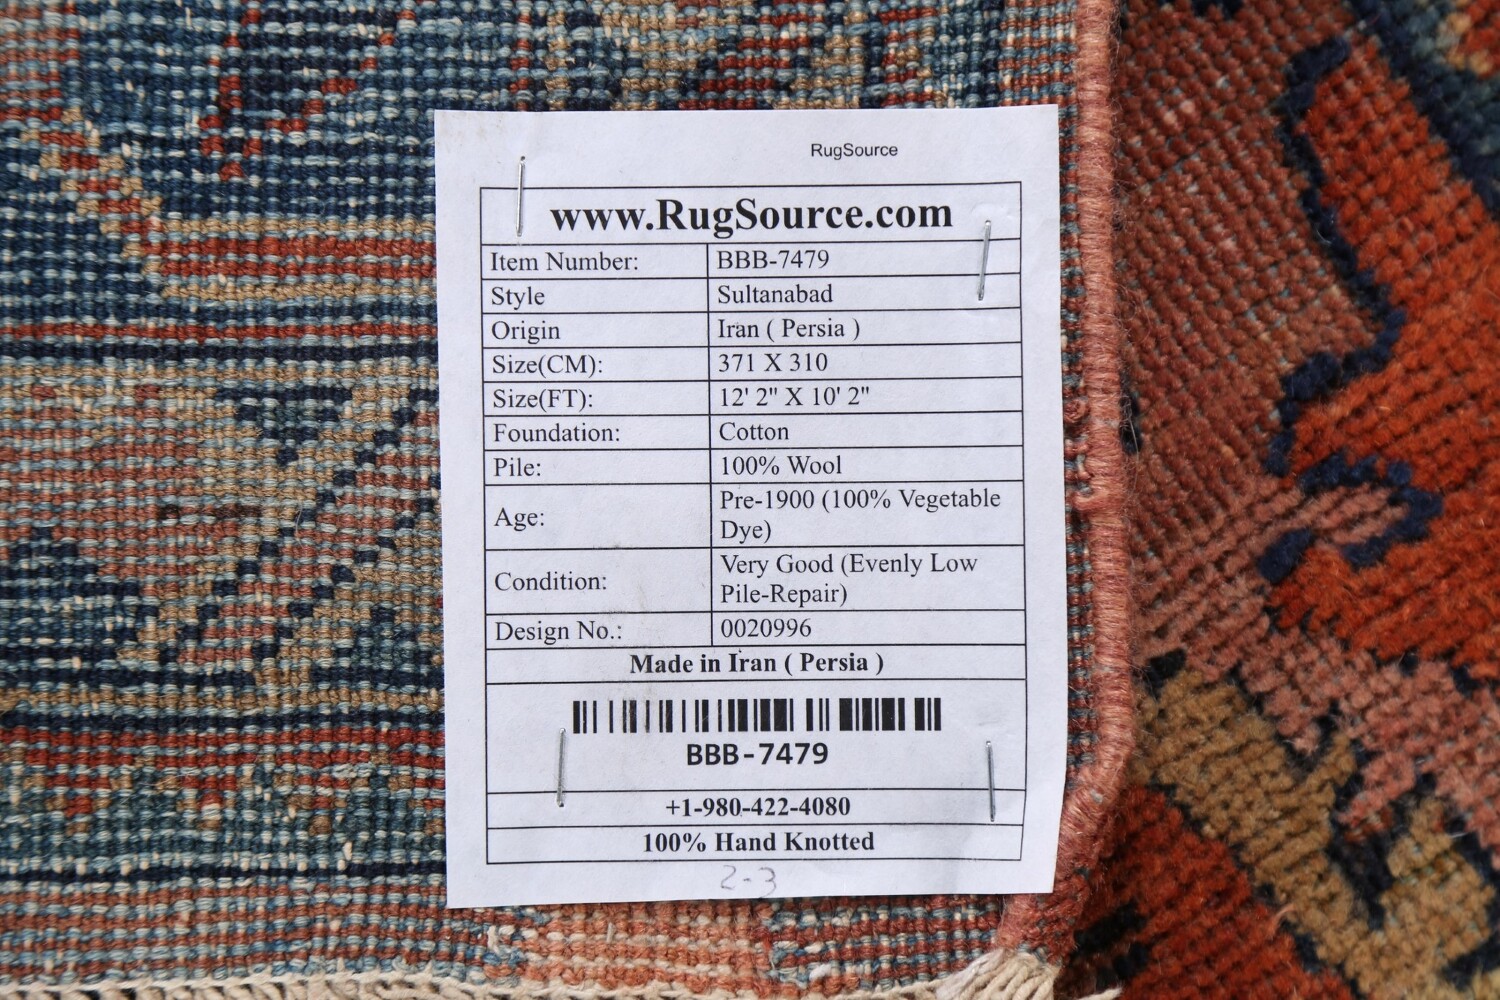 RugSource
www.RugSource.com
Item Number: BBB-7479
Style Sultanabad
Origin Iran ( Persia )
Size(CM): 371 X 310
Size(FT): 12' 2" X 10' 2"
Foundation: Cotton
Pile: 100% Wool
Age: Pre-1900 (100% Vegetable
Dye)
Condition: Very Good (Evenly Low
Pile-Repair)
Design No.: 0020996
Made in Iran ( Persia )
BBB-7479
+1-980-422-4080
100% Hand Knotted
2-3